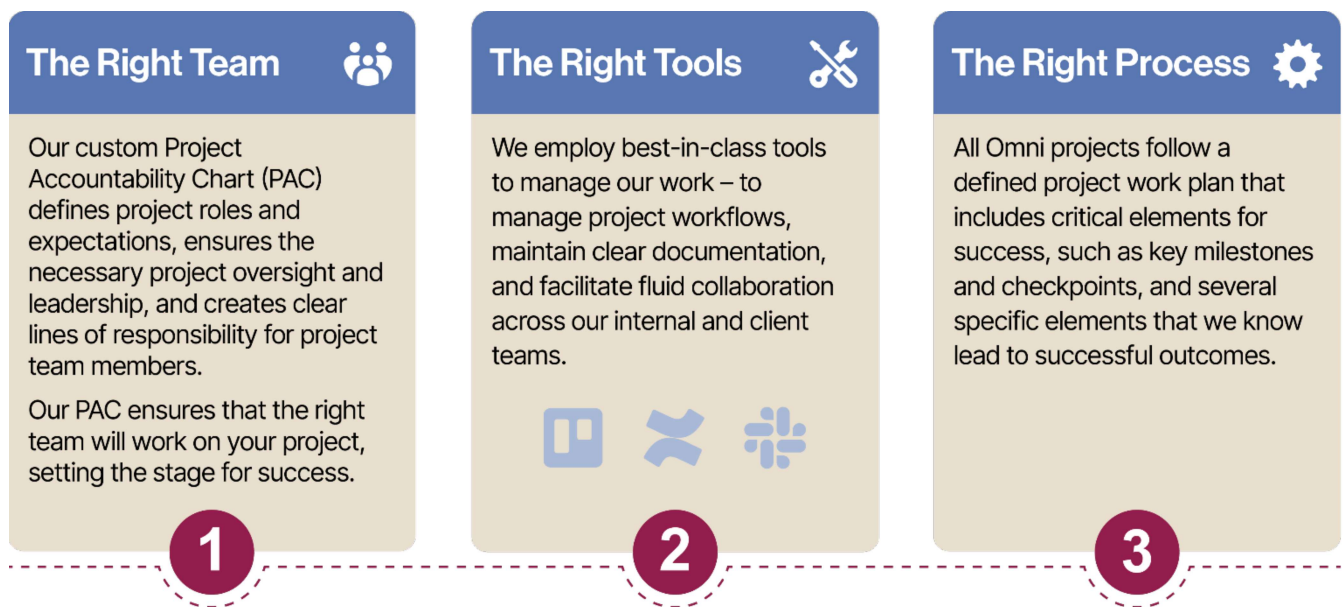 The Right Team
Our custom Project
Accountability Chart (PAC)
defines project roles and
expectations, ensures the
necessary project oversight and
leadership, and creates clear
lines of responsibility for project
team members.
Our PAC ensures that the right
team will work on your project,
setting the stage for success.
1
The Right Tools
We employ best-in-class tools
to manage our work – to
manage project workflows,
maintain clear documentation,
and facilitate fluid collaboration
across our internal and client
teams.
2
The Right Process
All Omni projects follow a
defined project work plan that
includes critical elements for
success, such as key milestones
and checkpoints, and several
specific elements that we know
lead to successful outcomes.
3